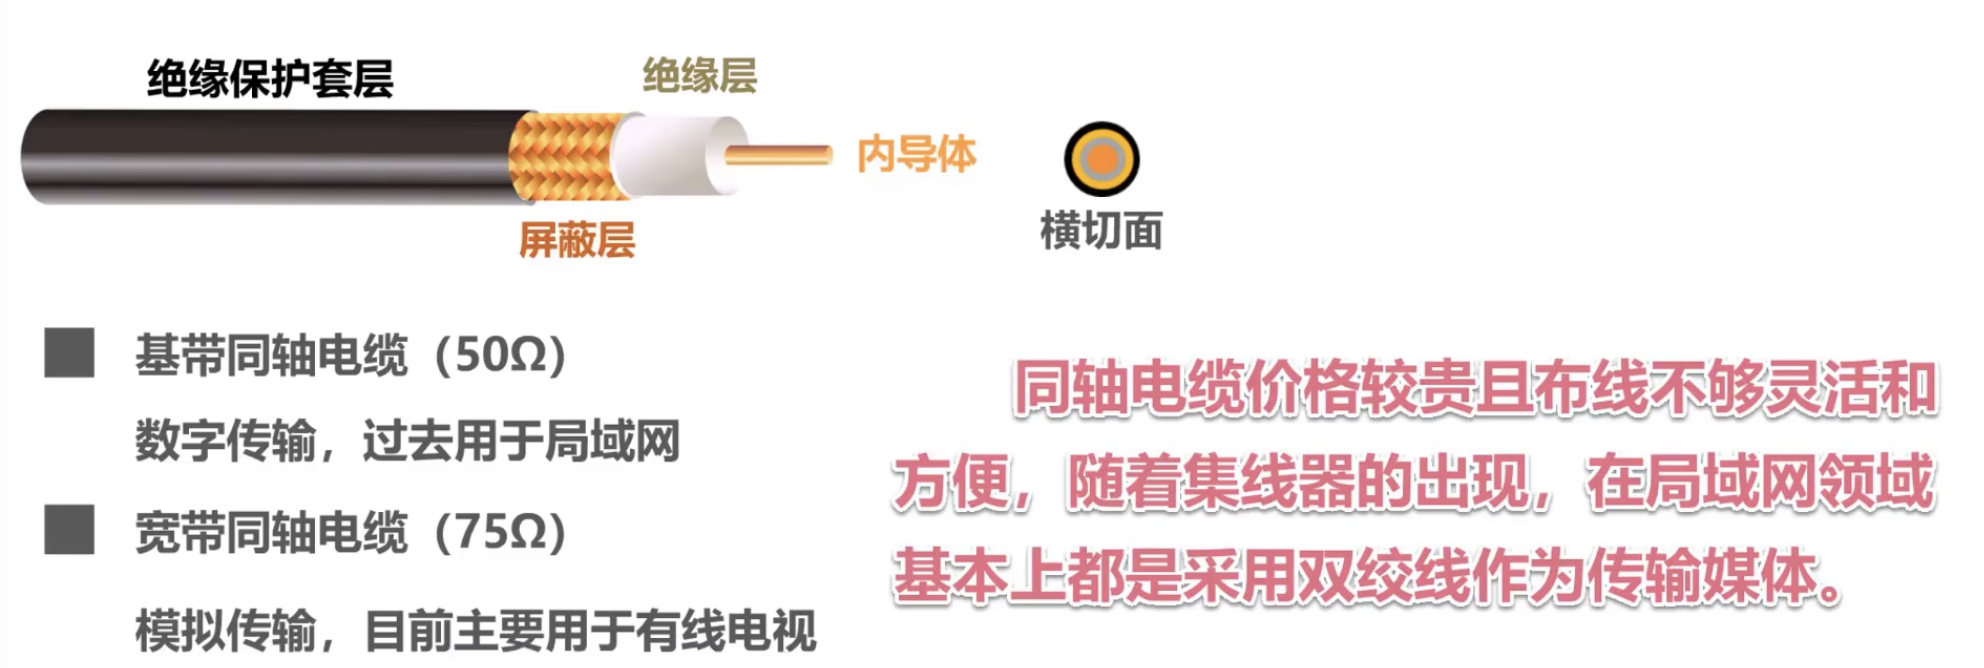 绝缘保护套层
绝缘层
内导体
屏蔽层
横切面
基带同轴电缆（50Ω）
数字传输，过去用于局域网
宽带同轴电缆（75Ω）
模拟传输，目前主要用于有线电视
同轴电缆价格较贵且布线不够灵活和
方便，随着集线器的出现，在局域网领域
基本上都是采用双绞线作为传输媒体。